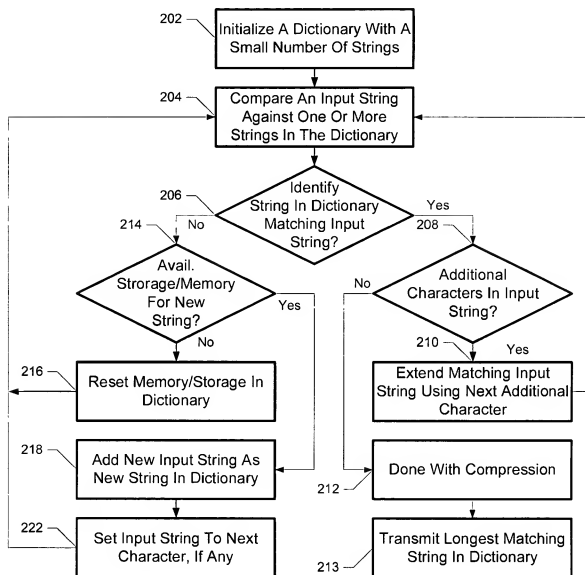 202
Initialize A Dictionary With A
Small Number Of Strings
204
Compare An Input String
Against One Or More
Strings In The Dictionary
206
Identify
String In Dictionary
Matching Input
String?
No
Yes
214
Avail.
Strorage/Memory
For New
String?
Yes
No
208
Additional
Characters In Input
String?
No
Yes
216
Reset Memory/Storage In
Dictionary
210
Extend Matching Input
String Using Next Additional
Character
218
Add New Input String As
New String In Dictionary
212
Done With Compression
222
Set Input String To Next
Character, If Any
213
Transmit Longest Matching
String In Dictionary